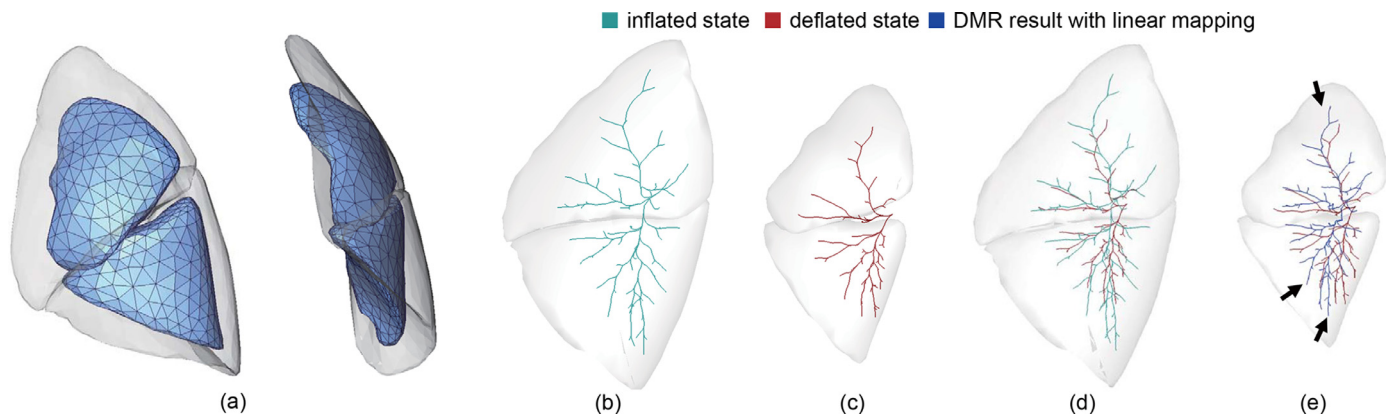 inflated state deflated state DMR result with linear mapping
(a) (b) (c) (d) (e)